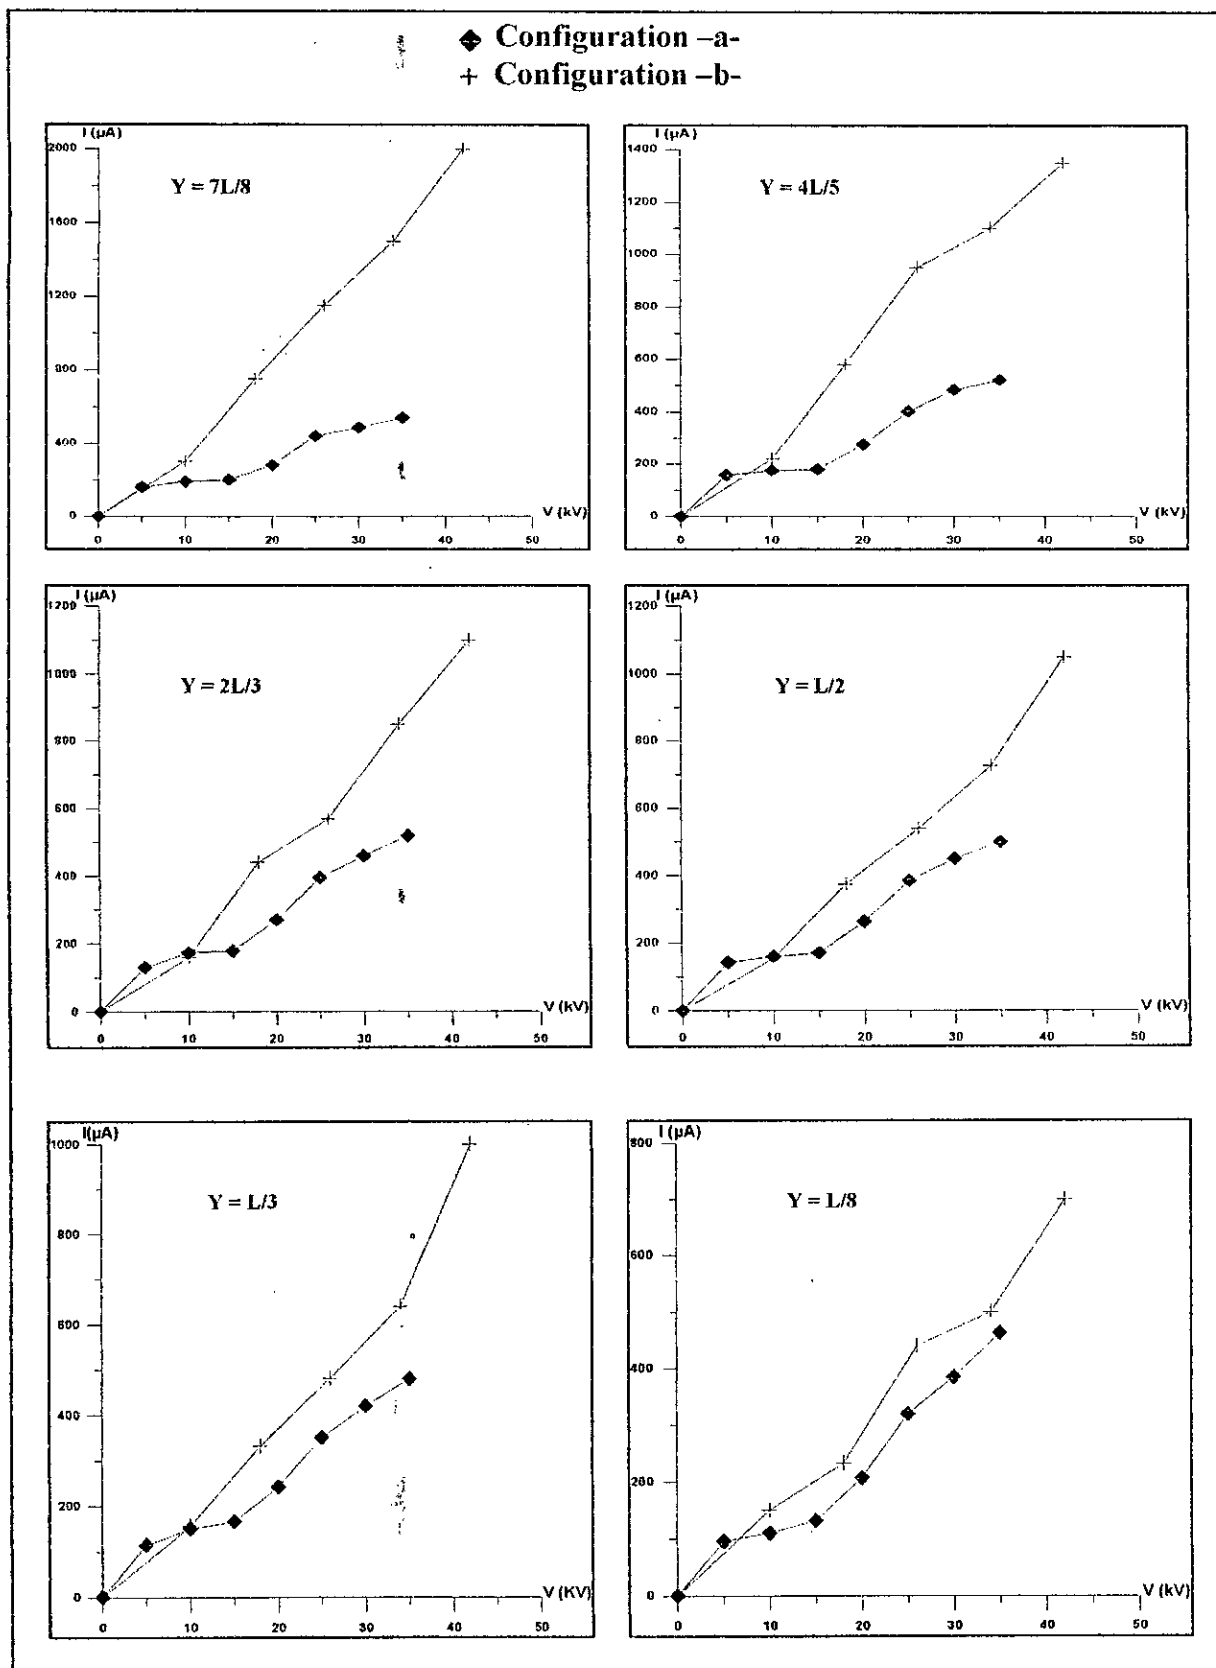 Configuration –a-
Configuration –b-
I (µA)
2000
1600
1200
800
400
0
Y = 7L/8
V (kV)
0 10 20 30 40 50
I (µA)
1400
1200
1000
800
600
400
200
0
Y = 4L/5
V (kV)
0 10 20 30 40 50
I (µA)
1200
1000
800
600
400
200
0
Y = 2L/3
V (kV)
0 10 20 30 40 50
I (µA)
1200
1000
800
600
400
200
0
Y = L/2
V (kV)
0 10 20 30 40 50
I(µA)
1000
800
600
400
200
0
Y = L/3
V (KV)
0 10 20 30 40 50
I (µA)
800
600
400
200
0
Y = L/8
V (kV)
0 10 20 30 40 50